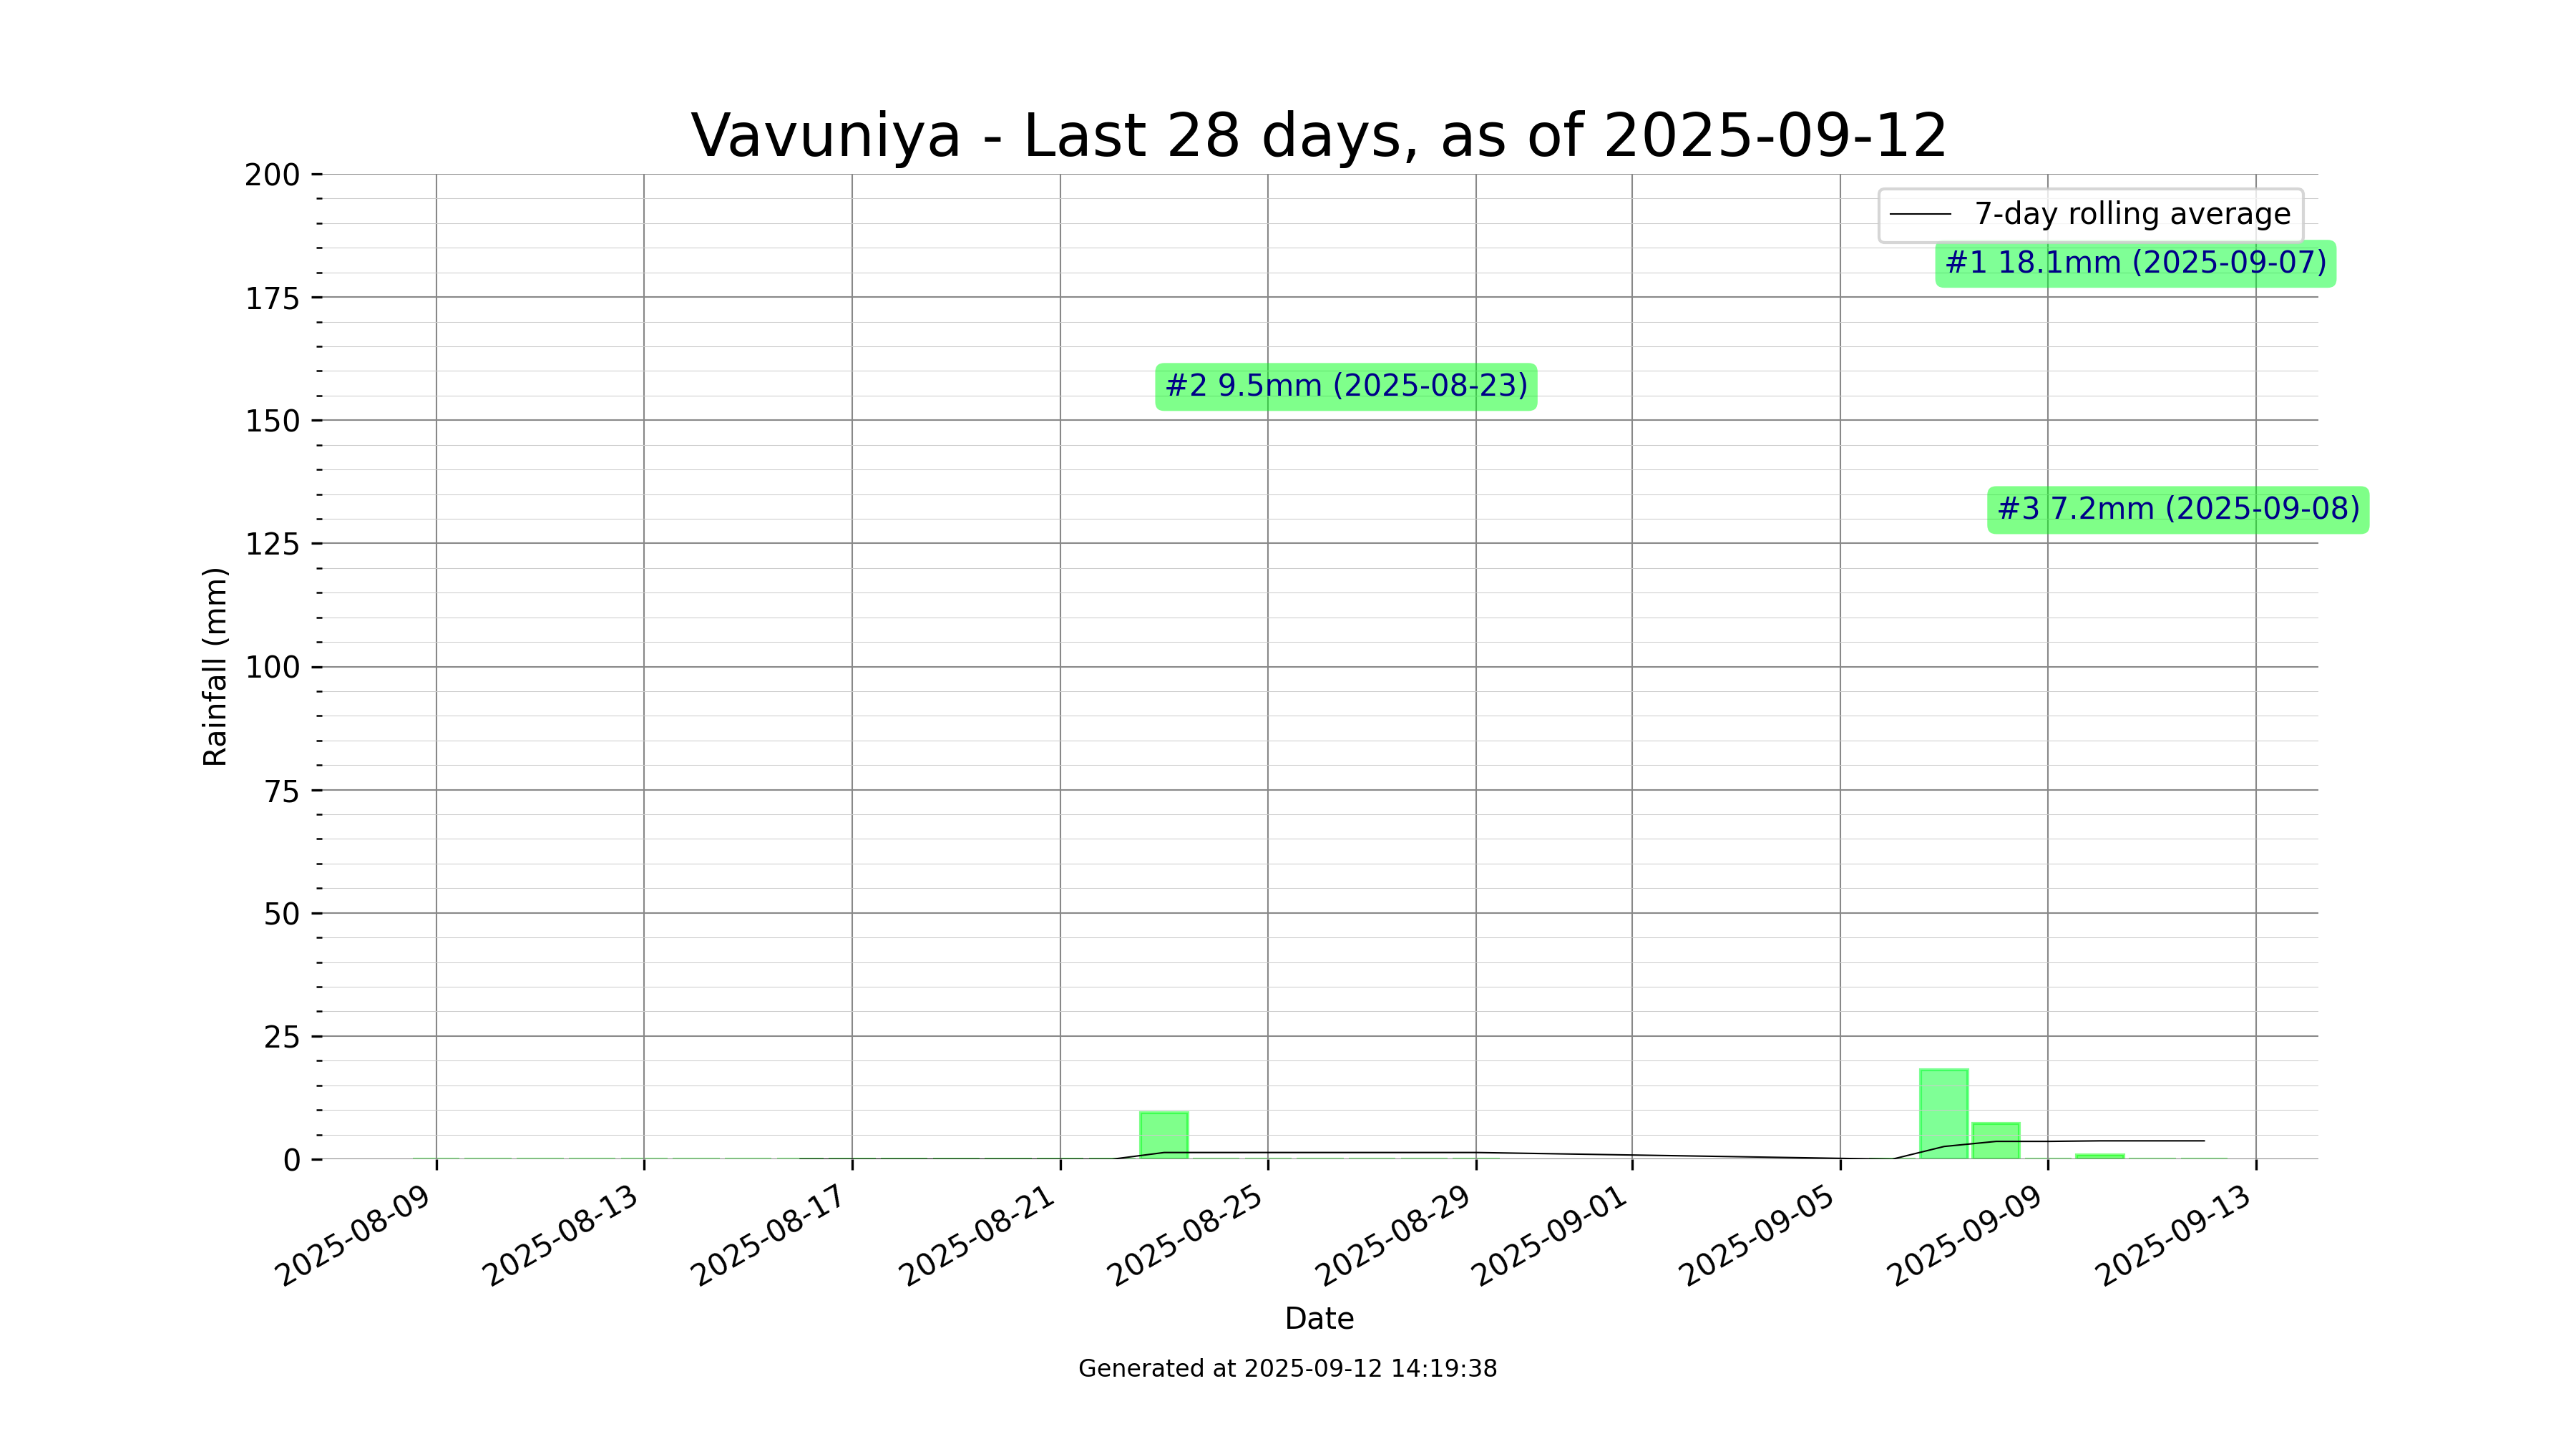 Vavuniya - Last 28 days, as of 2025-09-12
200
175
150
125
100
75
50
25
0
Rainfall (mm)
7-day rolling average
#1 18.1mm (2025-09-07)
#2 9.5mm (2025-08-23)
#3 7.2mm (2025-09-08)
2025-08-09
2025-08-13
2025-08-17
2025-08-21
2025-08-25
2025-08-29
2025-09-01
2025-09-05
2025-09-09
2025-09-13
Date
Generated at 2025-09-12 14:19:38